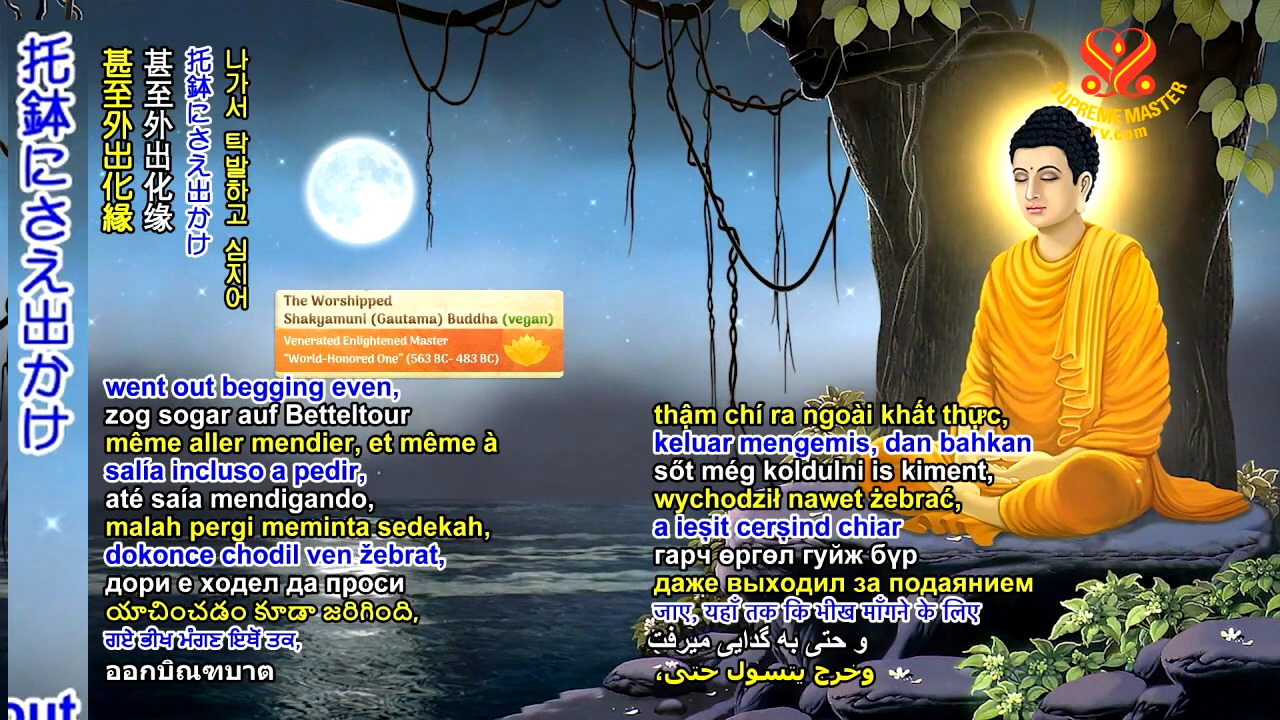 托鉢にさえ出かけ
甚至外出化緣
甚至外出化缘
托鉢にさえ出かけ
나가서 탁발하고 심지어
SUPREME MASTER
TV.com
The Worshipped
Shakyamuni (Gautama) Buddha (vegan)
Venerated Enlightened Master
“World-Honored One” (563 BC- 483 BC)
went out begging even,
zog sogar auf Betteltour
même aller mendier, et même à
salía incluso a pedir,
até saía mendigando,
malah pergi meminta sedekah,
dokonce chodil ven žebrat,
дори е ходел да проси
యాచించడం కూడా జరిగింది,
ਗਏ ਭੀਖ ਮੰਗਣ ਇਥੋਂ ਤਕ,
ออกบิณฑบาต
thậm chí ra ngoài khất thực,
keluar mengemis, dan bahkan
sőt még koldulni is kiment,
wychodził nawet żebrać,
a ieșit cerșind chiar
гарч өргөл гуйж бүр
даже выходил за подаянием
जाए, यहाँ तक कि भीख माँगने के लिए
و حتی به گدایی میرفت
وخرج يتسول حتى،
out